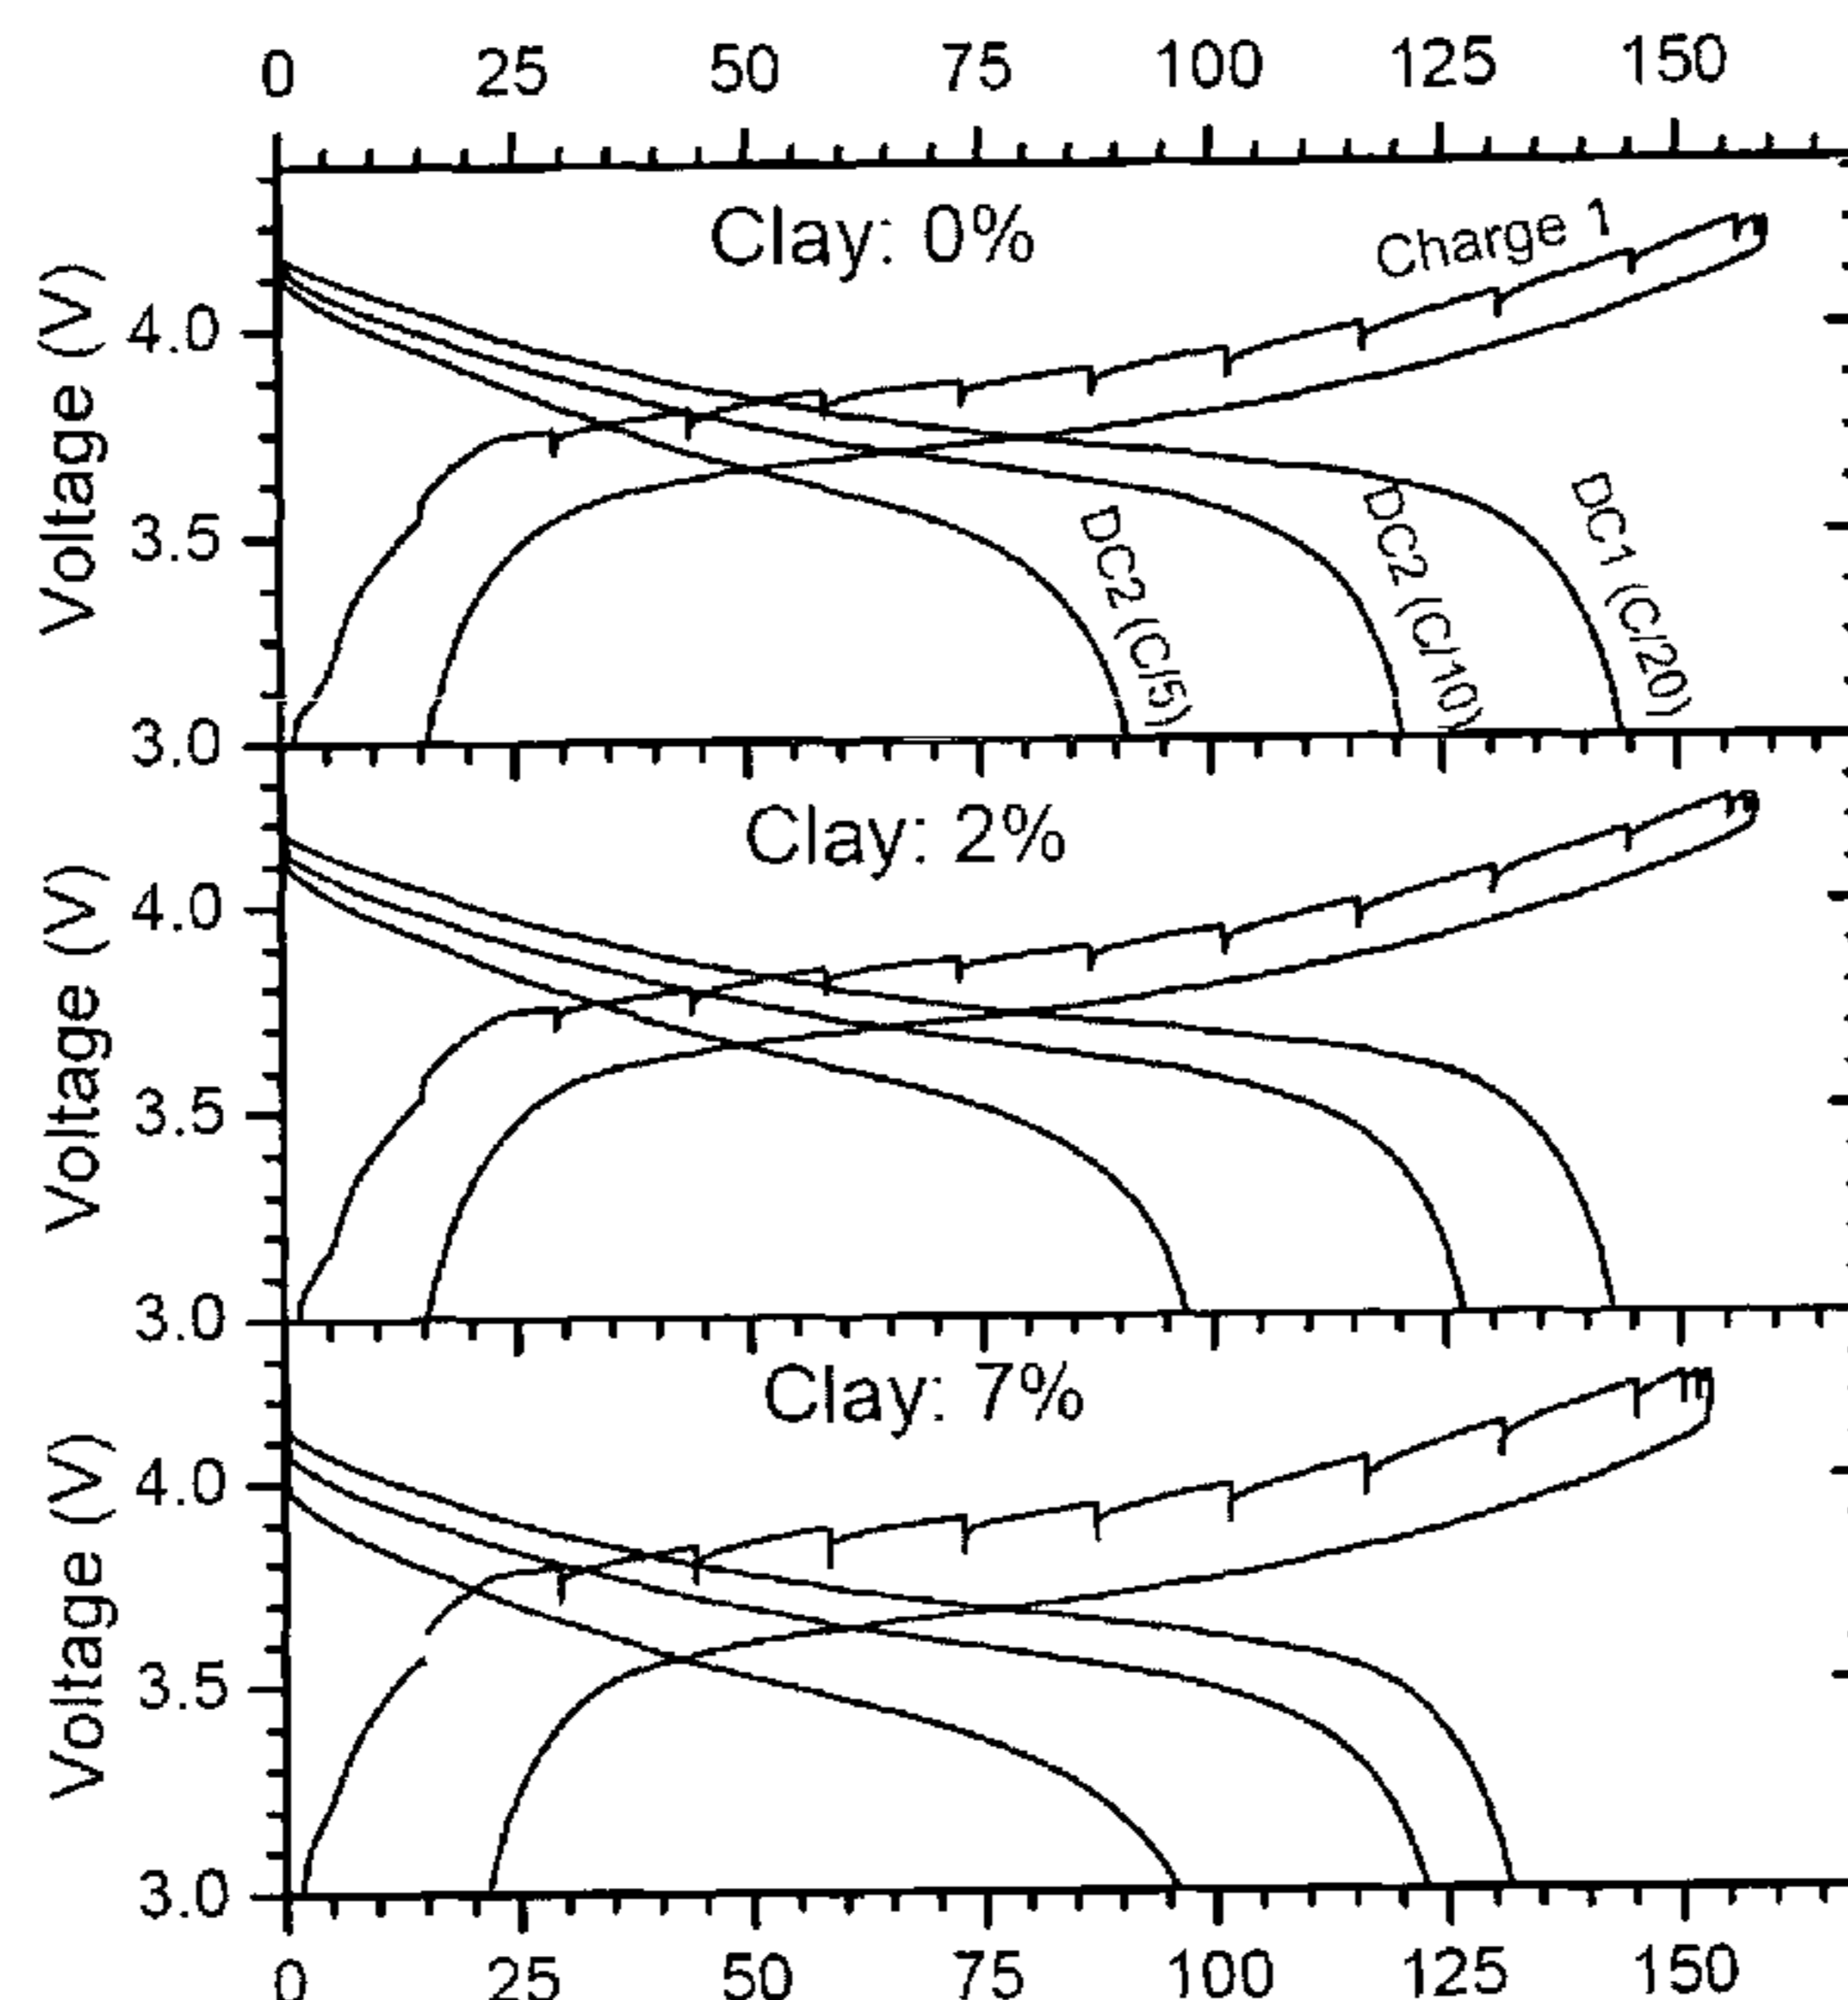 0 25 50 75 100 125 150
Clay: 0%
Charge 1
Voltage (V)
4.0
3.5
3.0
DC2 (C/5)
DC2 (C/10)
DC1 (C/20)
Clay: 2%
Voltage (V)
4.0
3.5
3.0
Clay: 7%
Voltage (V)
4.0
3.5
3.0
0 25 50 75 100 125 150